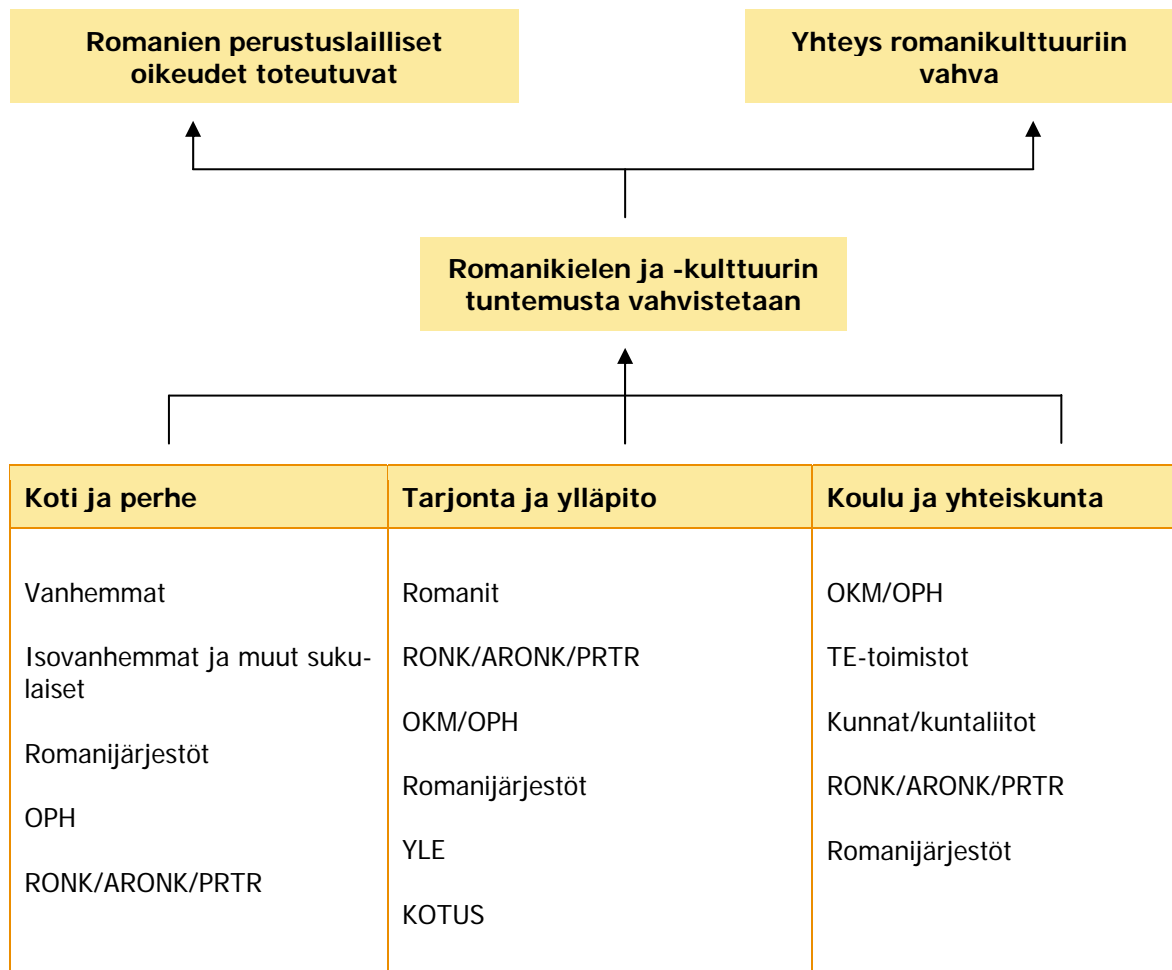 Romanien perustuslailliset
oikeudet toteutuvat
Yhteys romanikulttuuriin
vahva
Romanikielen ja -kulttuurin
tuntemusta vahvistetaan
Koti ja perhe
Vanhemmat
Isovanhemmat ja muut suku-
laiset
Romanijärjestöt
OPH
RONK/ARONK/PRTR
Tarjonta ja ylläpito
Romanit
RONK/ARONK/PRTR
OKM/OPH
Romanijärjestöt
YLE
KOTUS
Koulu ja yhteiskunta
OKM/OPH
TE-toimistot
Kunnat/kuntaliitot
RONK/ARONK/PRTR
Romanijärjestöt